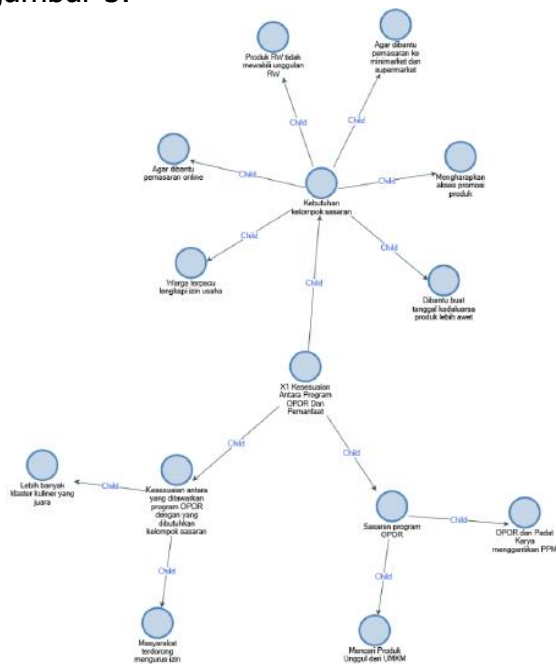 gambar 3.
Produk RW tidak
mewakili unggulan
RW
Agar dibantu
pemasaran ke
minimarket dan
supermarket
Child
Child
Agar dibantu
pemasaran online
Child
Child
Mengharapkan
akses promosi
produk
Kebutuhan
kelompok sasaran
Child
Child
Warga terpacu
lengkapi izin usaha
Dibantu buat
tanggal kadaluarsa
produk lebih awet
Child
X1 Kesesuaian
Antara Program
OPOR Dan
Pemanfaat
Child
Child
Lebih banyak
klaster kuliner yang
juara
Child
Kesesuaian antara
yang ditawarkan
program OPOR
dengan yang
dibutuhkan
kelompok sasaran
Sasaran program
OPOR
Child
OPOR dan Padat
Karya
menggantikan PPM
Child
Child
Masyarakat
terdorong
mengurus izin
Mencari Produk
Unggul dari UMKM